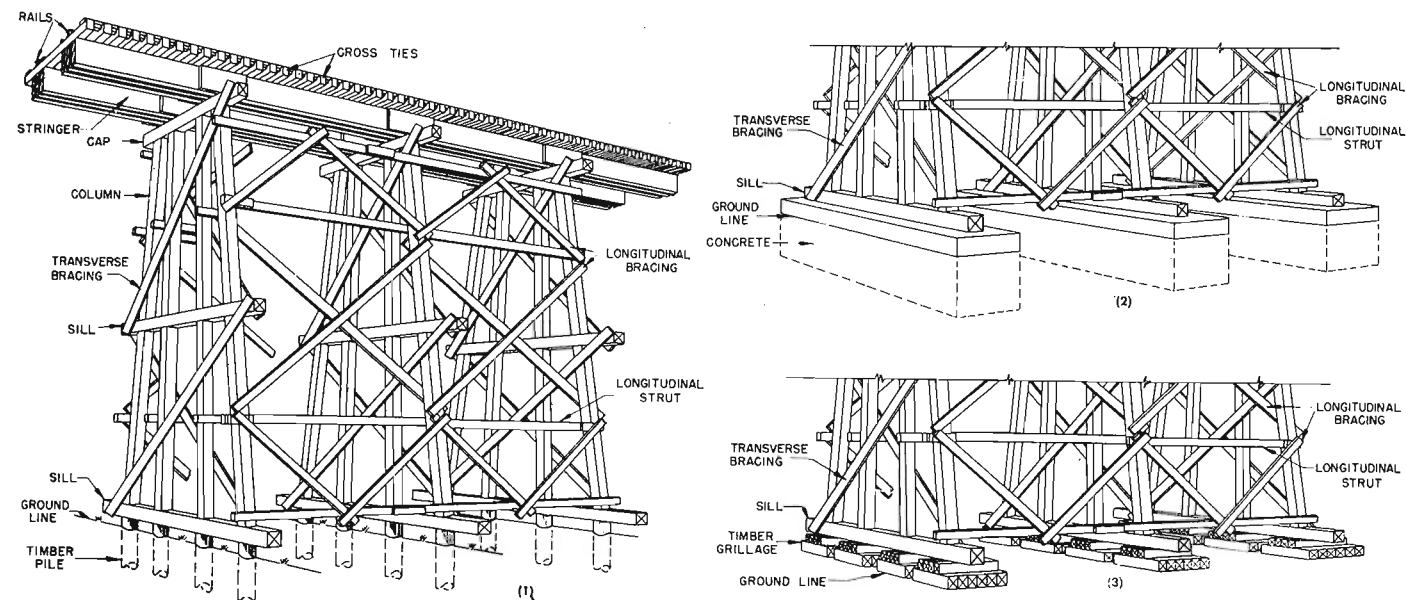 RAILS
CROSS TIES
STRINGER
CAP
COLUMN
TRANSVERSE
BRACING
SILL
LONGITUDINAL
BRACING
LONGITUDINAL
STRUT
SILL
GROUND
LINE
TIMBER
PILE
(1)
LONGITUDINAL
BRACING
TRANSVERSE
BRACING
LONGITUDINAL
STRUT
SILL
GROUND
LINE
CONCRETE
(2)
LONGITUDINAL
BRACING
TRANSVERSE
BRACING
LONGITUDINAL
STRUT
SILL
TIMBER
GRILLAGE
GROUND LINE
(3)